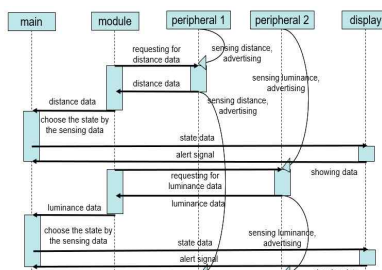 main
module
peripheral 1
peripheral 2
display
requesting for
distance data
sensing distance,
advertising
distance data
sensing luminance,
advertising
distance data
sensing distance,
advertising
choose the state by
the sensing data
state data
alert signal
showing data
requesting for
luminance data
luminance data
luminance data
choose the state by
the sensing data
sensing luminance,
advertising
state data
alert signal